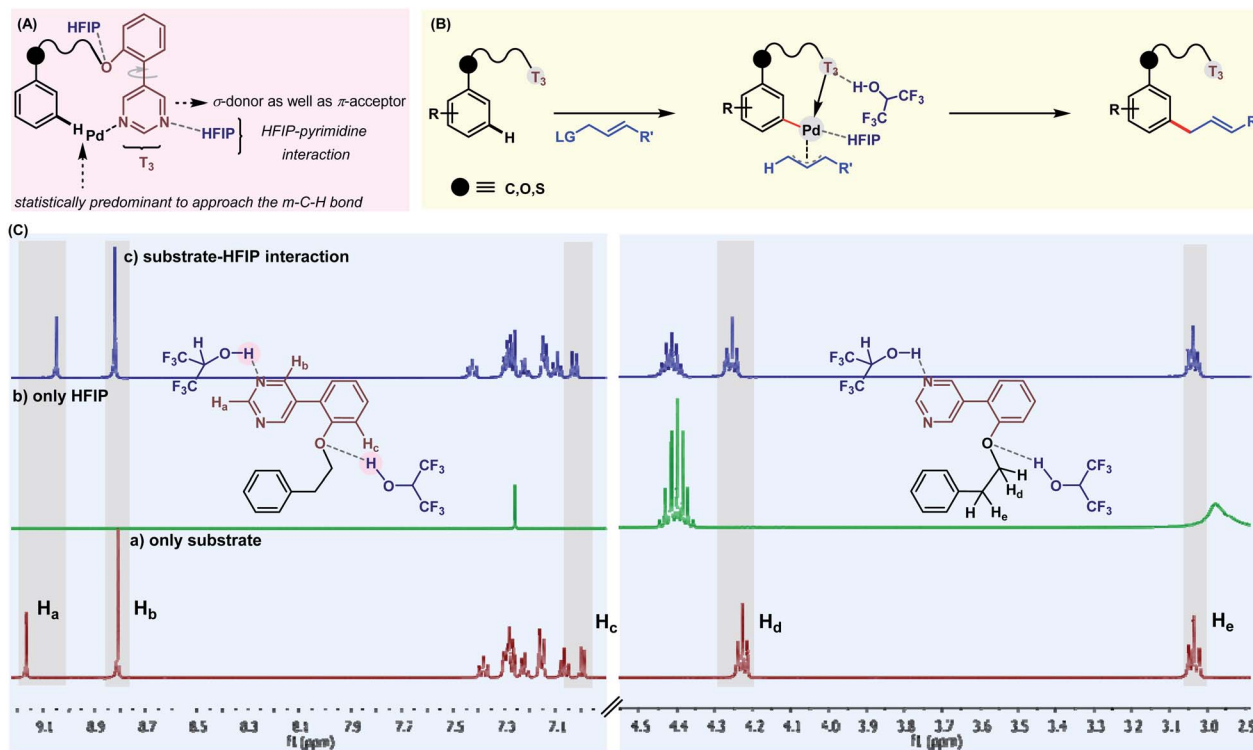 (A)
HFIP
O
N
N
H
Pd
R
T3
σ-donor as well as π-acceptor
HFIP
HFIP-pyrimidine
interaction
statistically predominant to approach the m-C-H bond
(B)
T3
R
H
C,O,S
LG
R'
T3
H
O
CF3
F3C
R
Pd
HFIP
H
R'
T3
R
R'
(C)
c) substrate-HFIP interaction
H
F3C
O
H
F3C
N
Hb
Ha
N
O
Hc
H
O
CF3
CF3
H
F3C
O
H
F3C
N
N
O
H
O
CF3
CF3
H
Hd
H
He
b) only HFIP
a) only substrate
Ha
Hb
Hc
Hd
He
9.1 8.9 8.7 8.5 8.3 8.1 7.9 7.7 7.5 7.3 7.1
f1 (ppm)
4.5 4.4 4.3 4.2 4.1 4.0 3.9 3.8 3.7 3.6 3.5 3.4 3.3 3.2 3.1 3.0 2.9
f1 (ppm)